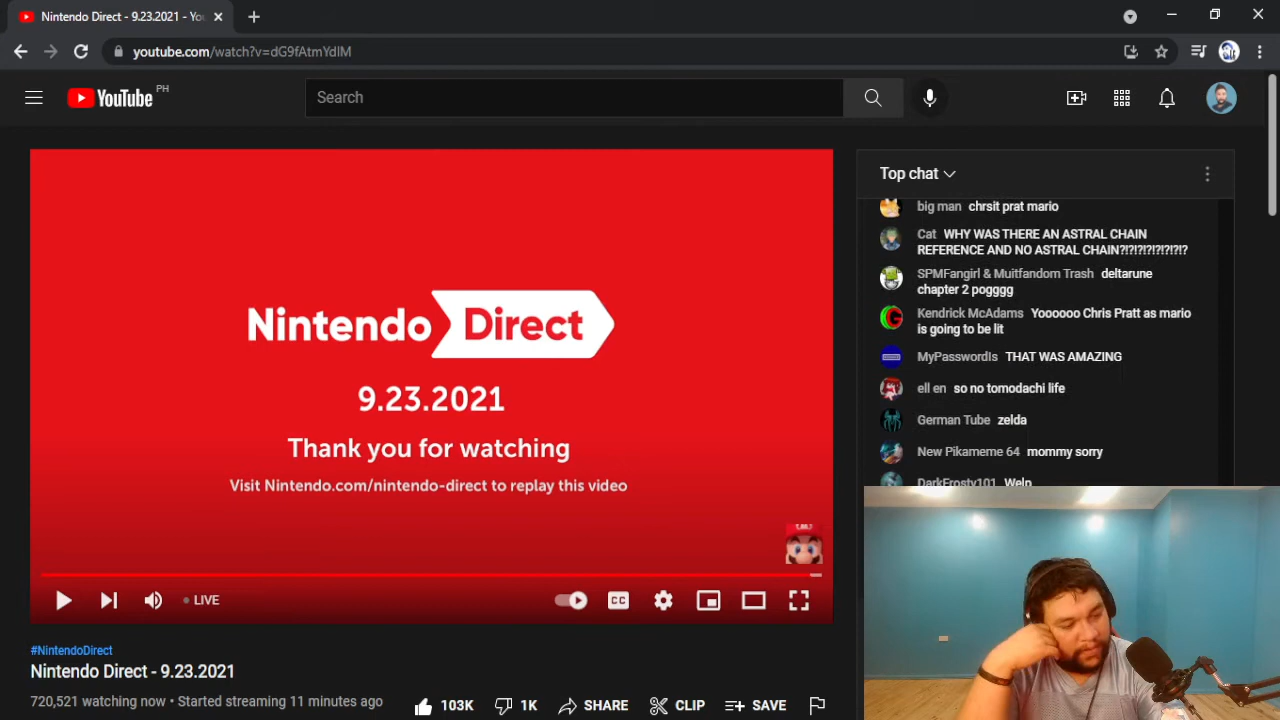 Nintendo Direct - 9.23.2021 - Yo
youtube.com/watch?v=dG9fAtmYdlM
YouTube PH
Search
Nintendo Direct
9.23.2021
Thank you for watching
Visit Nintendo.com/nintendo-direct to replay this video
LIVE
CC
#NintendoDirect
Nintendo Direct - 9.23.2021
720,521 watching now • Started streaming 11 minutes ago
103K 1K SHARE CLIP SAVE
Top chat
big man chrsit prat mario
Cat WHY WAS THERE AN ASTRAL CHAIN
REFERENCE AND NO ASTRAL CHAIN?!?!?!?!?!?!?
SPMFangirl & Muitfandom Trash deltarune
chapter 2 pogggg
Kendrick McAdams Yoooooo Chris Pratt as mario
is going to be lit
MyPasswordIs THAT WAS AMAZING
ell en so no tomodachi life
German Tube zelda
New Pikameme 64 mommy sorry
DarkFrosty101 Welp